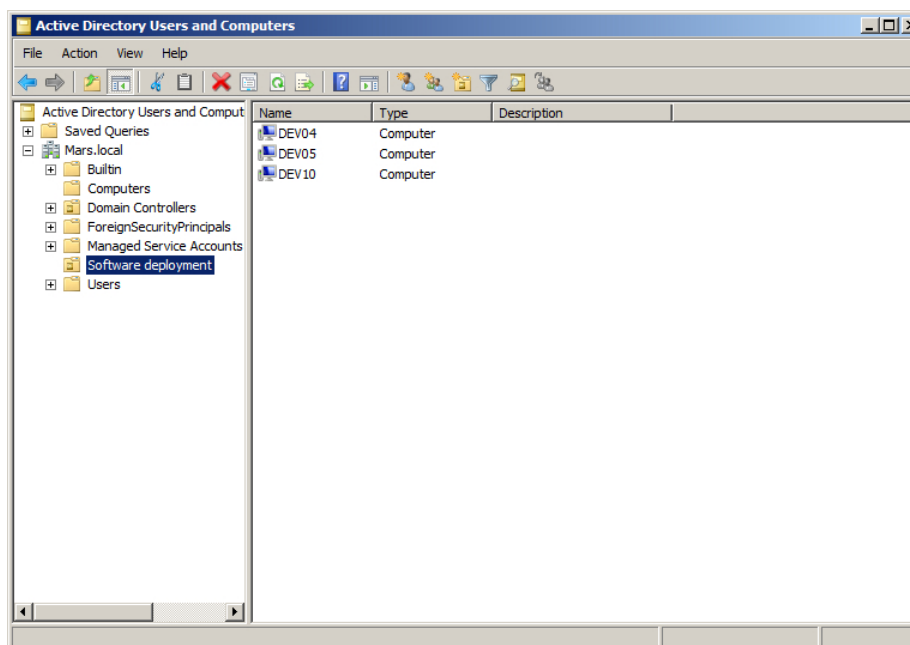 Active Directory Users and Computers
File Action View Help
Active Directory Users and Comput
Saved Queries
Mars.local
Builtin
Computers
Domain Controllers
ForeignSecurityPrincipals
Managed Service Accounts
Software deployment
Users
Name Type Description
DEV04 Computer
DEV05 Computer
DEV10 Computer